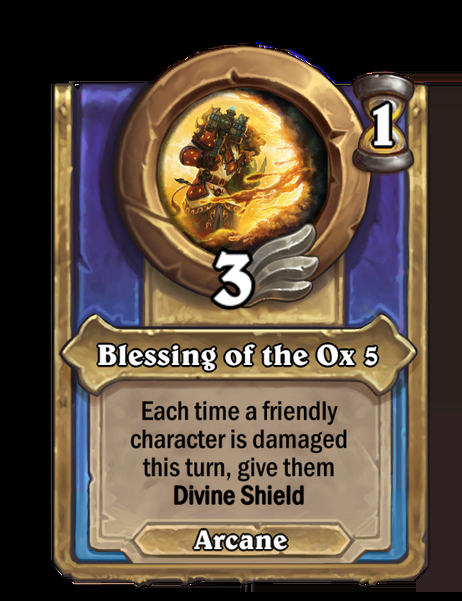 1
3
Blessing of the Ox 5
Each time a friendly
character is damaged
this turn, give them
Divine Shield
Arcane